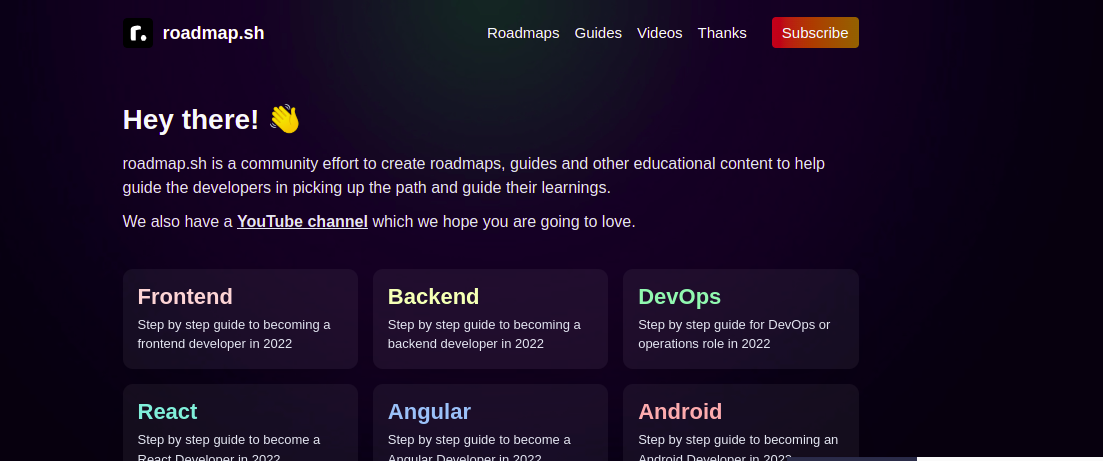 roadmap.sh Roadmaps Guides Videos Thanks Subscribe
Hey there! 👋
roadmap.sh is a community effort to create roadmaps, guides and other educational content to help
guide the developers in picking up the path and guide their learnings.
We also have a YouTube channel which we hope you are going to love.
Frontend
Step by step guide to becoming a
frontend developer in 2022
Backend
Step by step guide to becoming a
backend developer in 2022
DevOps
Step by step guide for DevOps or
operations role in 2022
React
Step by step guide to become a
React Developer in 2022
Angular
Step by step guide to become a
Angular Developer in 2022
Android
Step by step guide to becoming an
Android Developer in 2022